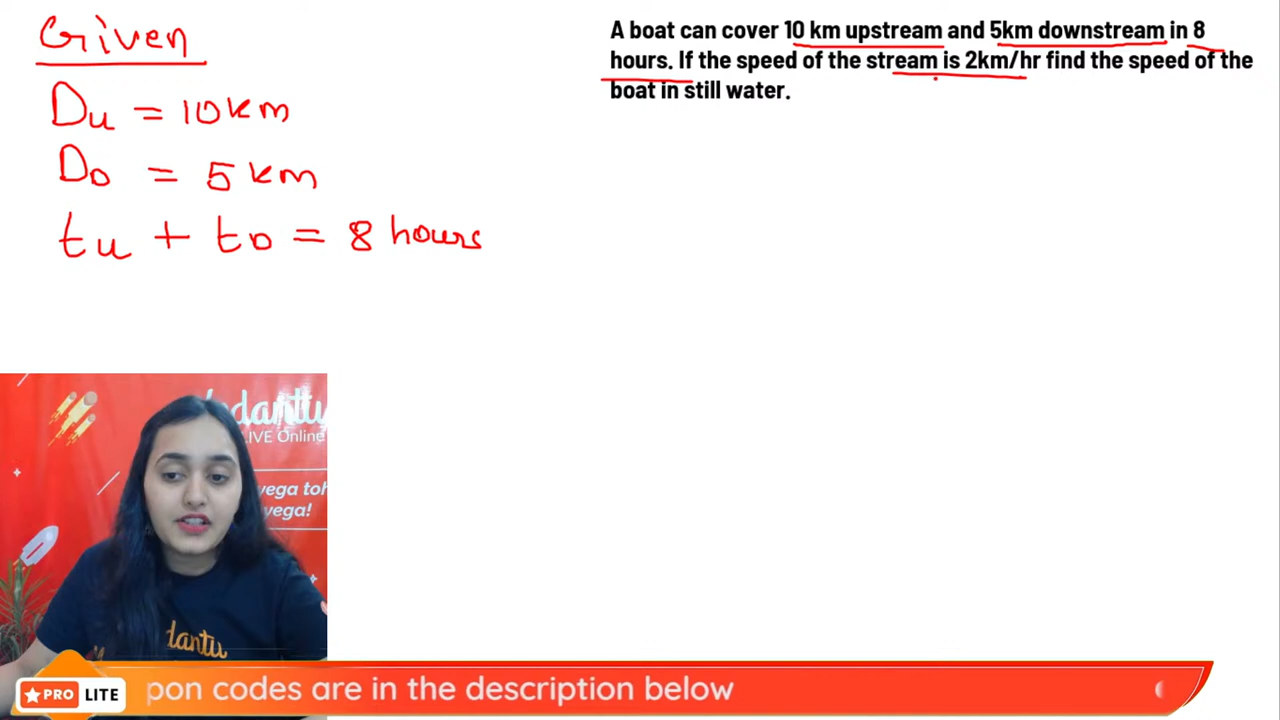 Given
Du = 10km
DD = 5 km
tu + tD = 8 hours
A boat can cover 10 km upstream and 5km downstream in 8
hours. If the speed of the stream is 2km/hr find the speed of the
boat in still water.
LIVE Online
vega!
PRO LITE
pon codes are in the description below